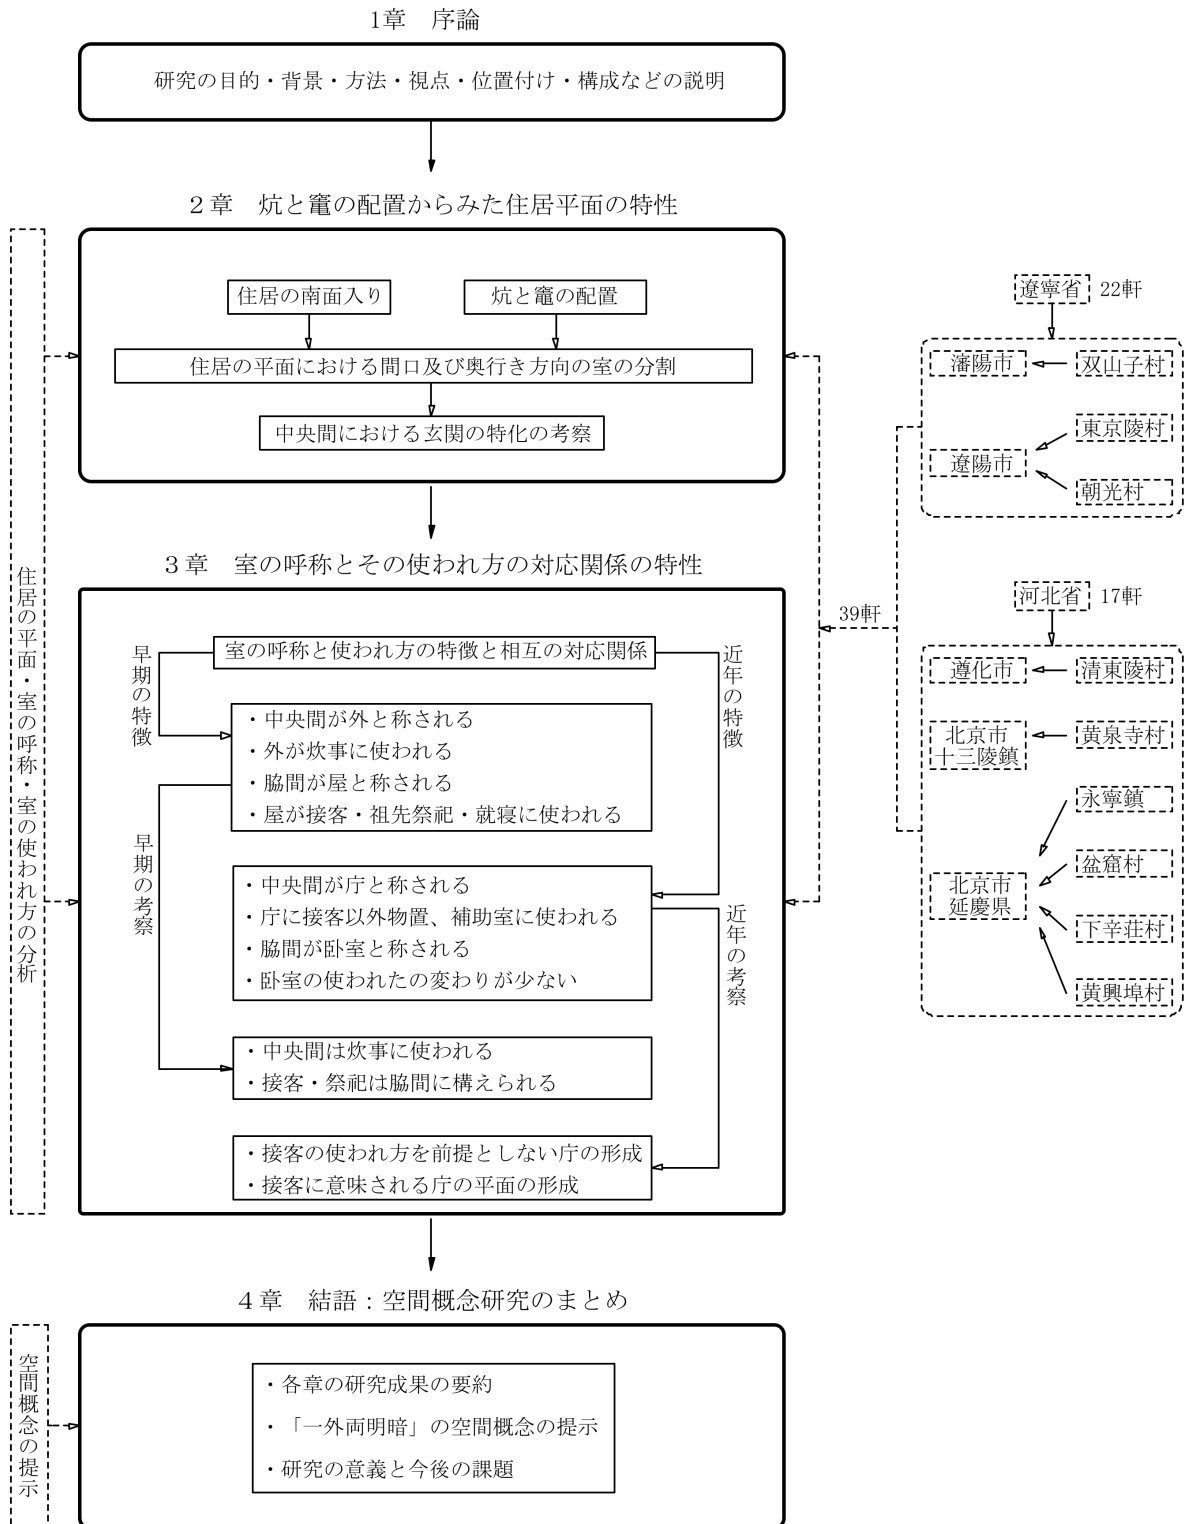 1章　序論
研究の目的・背景・方法・視点・位置付け・構成などの説明
２章　炕と竃の配置からみた住居平面の特性
住居の南面入り
炕と竃の配置
住居の平面における間口及び奥行き方向の室の分割
中央間における玄関の特化の考察
３章　室の呼称とその使われ方の対応関係の特性
室の呼称と使われ方の特徴と相互の対応関係
早期の特徴
近年の特徴
・中央間が外と称される
・外が炊事に使われる
・脇間が屋と称される
・屋が接客・祖先祭祀・就寝に使われる
早期の考察
・中央間が庁と称される
・庁に接客以外物置、補助室に使われる
・脇間が卧室と称される
・卧室の使われたの変わりが少ない
近年の考察
・中央間は炊事に使われる
・接客・祭祀は脇間に構えられる
・接客の使われ方を前提としない庁の形成
・接客に意味される庁の平面の形成
住居の平面・室の呼称・室の使われ方の分析
４章　結語：空間概念研究のまとめ
・各章の研究成果の要約
・「一外両明暗」の空間概念の提示
・研究の意義と今後の課題
空間概念の提示
39軒
遼寧省　22軒
瀋陽市
双山子村
東京陵村
遼陽市
朝光村
河北省　17軒
遵化市
清東陵村
北京市
十三陵鎮
黄泉寺村
永寧鎮
盆窟村
北京市
延慶県
下辛荘村
黄興埠村